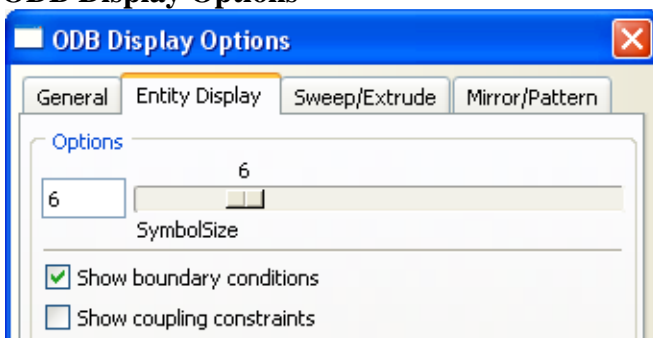 ODB Display Options
ODB Display Options
General Entity Display Sweep/Extrude Mirror/Pattern
Options
6
6
SymbolSize
Show boundary conditions
Show coupling constraints